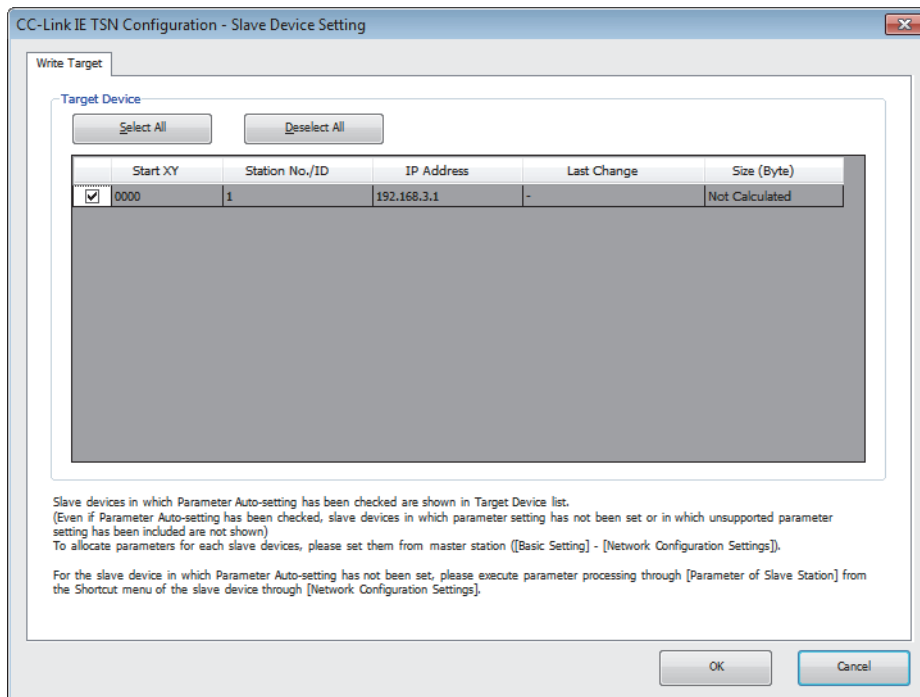 CC-Link IE TSN Configuration - Slave Device Setting
Write Target
Target Device
Select All
Deselect All
Start XY Station No./ID IP Address Last Change Size (Byte)
0000 1 192.168.3.1 - Not Calculated
Slave devices in which Parameter Auto-setting has been checked are shown in Target Device list.
(Even if Parameter Auto-setting has been checked, slave devices in which parameter setting has not been set or in which unsupported parameter
setting has been included are not shown)
To allocate parameters for each slave devices, please set them from master station ([Basic Setting] - [Network Configuration Settings]).
For the slave device in which Parameter Auto-setting has not been set, please execute parameter processing through [Parameter of Slave Station] from
the Shortcut menu of the slave device through [Network Configuration Settings].
OK
Cancel